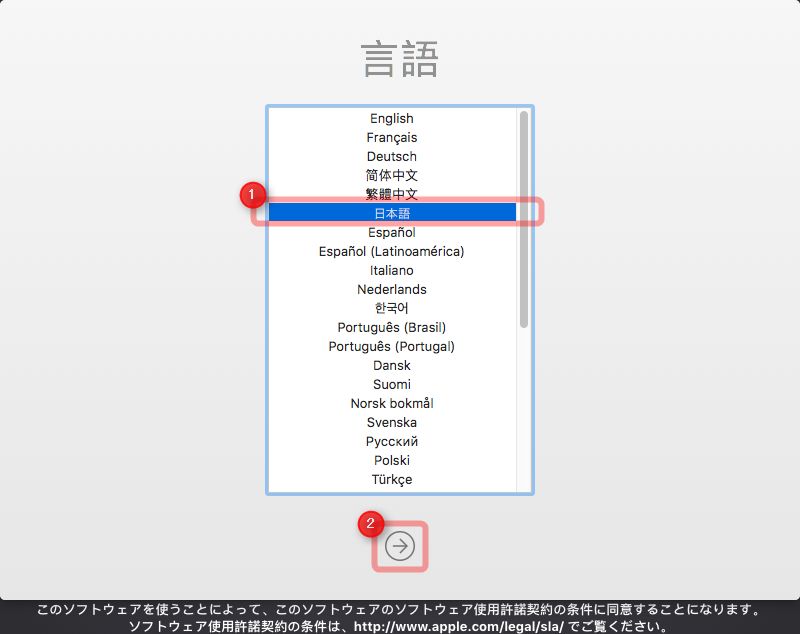 言語
English
Français
Deutsch
简体中文
繁體中文
1
日本語
Español
Español (Latinoamérica)
Italiano
Nederlands
한국어
Português (Brasil)
Português (Portugal)
Dansk
Suomi
Norsk bokmål
Svenska
Русский
Polski
Türkçe
2
このソフトウェアを使うことによって、このソフトウェアのソフトウェア使用許諾契約の条件に同意することになります。
ソフトウェア使用許諾契約の条件は、http://www.apple.com/legal/sla/ でご覧ください。